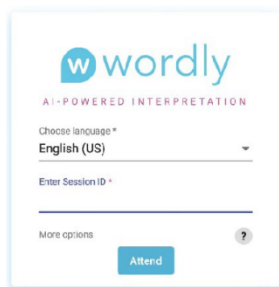 w wordly
AI-POWERED INTERPRETATION
Choose language *
English (US)
Enter Session ID *
More options ?
Attend